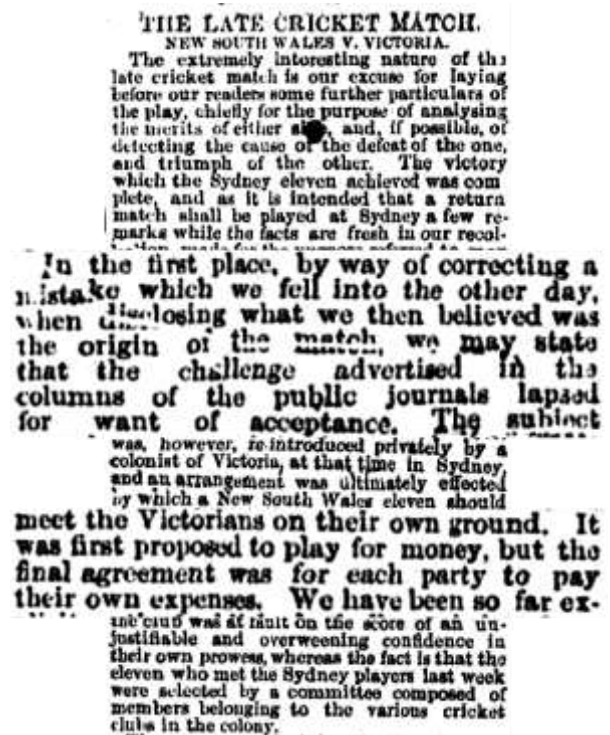 THE LATE CRICKET MATCH.
NEW SOUTH WALES V. VICTORIA.
The extremely interesting nature of the
late cricket match is our excuse for laying
before our readers some further particulars of
the play, chiefly for the purpose of analysing
the merits of either and, if possible, of
detecting the cause of the defeat of the one,
and triumph of the other. The victory
which the Sydney eleven achieved was com
plete, and as it is intended that a return
match shall be played at Sydney a few re-
marks while the facts are fresh in our recol-
made for the purpose referred to
In the first place, by way of correcting a
mistake which we fell into the other day,
when disclosing what we then believed was
the origin of the match, we may state
that the challenge advertised in the
columns of the public journals lapsed
for want of acceptance. The subject
was, however, re-introduced privately by a
colonist of Victoria, at that time in Sydney,
and an arrangement was ultimately effected
by which a New South Wales eleven should
meet the Victorians on their own ground. It
was first proposed to play for money, but the
final agreement was for each party to pay
their own expenses. We have been so far ex-
the club was at fault on the score of an un-
justifiable and overweening confidence in
their own prowess, whereas the fact is that the
eleven who met the Sydney players last week
were selected by a committee composed of
members belonging to the various cricket
clubs in the colony.